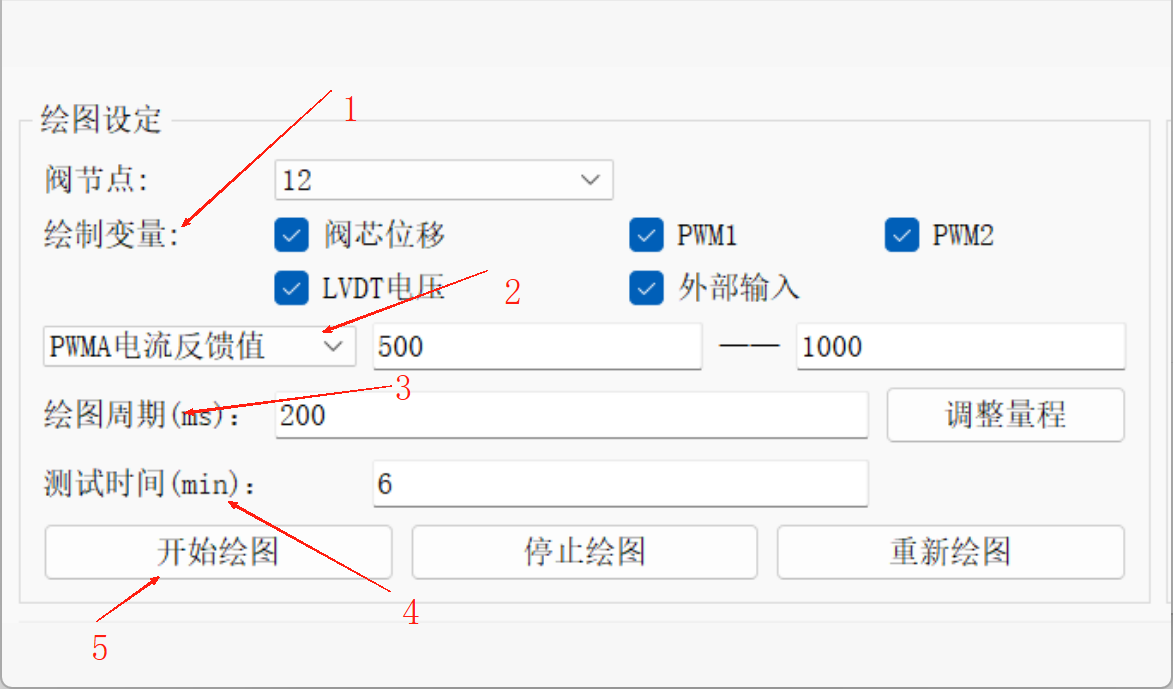 1
绘图设定
阀节点: 12
绘制变量: 阀芯位移 PWM1 PWM2
LVDT电压 外部输入
2
PWMA电流反馈值 500 —— 1000
3
绘图周期(ms): 200 调整量程
测试时间(min): 6
开始绘图 停止绘图 重新绘图
4
5